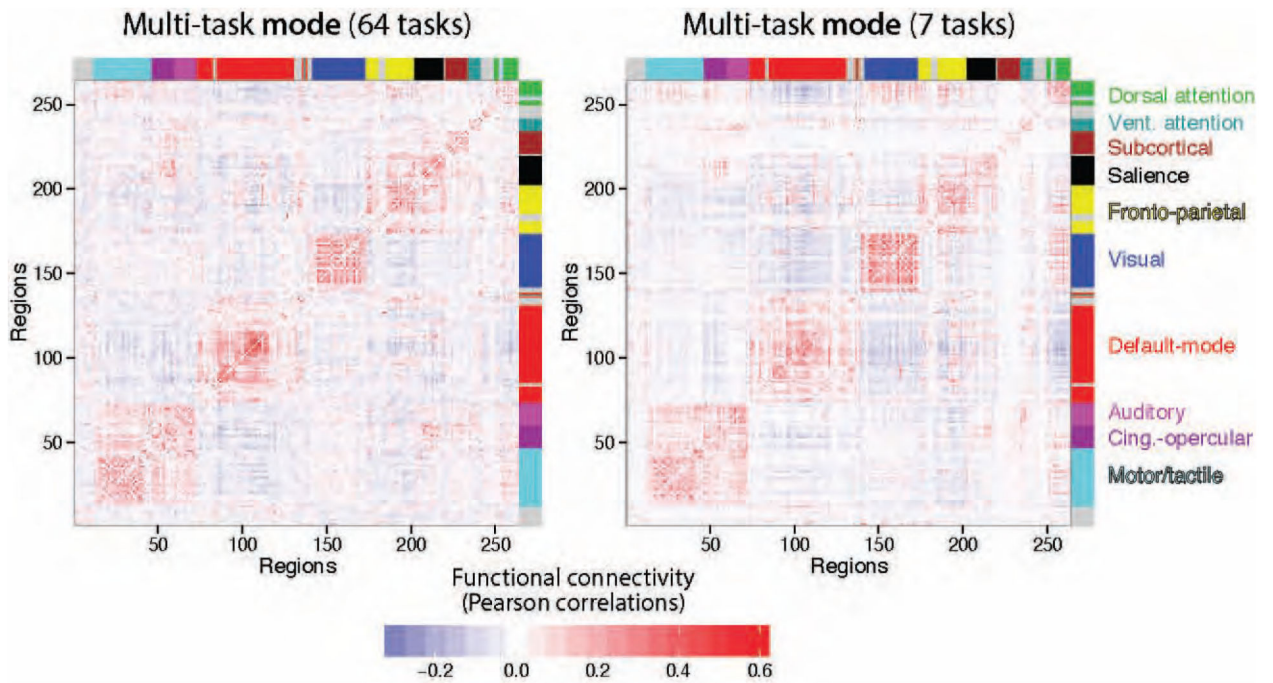 Multi-task mode (64 tasks)
Multi-task mode (7 tasks)
250
200
150
100
50
Regions
50
100
150
200
250
Regions
250
200
150
100
50
Regions
50
100
150
200
250
Regions
Dorsal attention
Vent. attention
Subcortical
Salience
Fronto-parietal
Visual
Default-mode
Auditory
Cing.-opercular
Motor/tactile
Functional connectivity
(Pearson correlations)
−0.2
0.0
0.2
0.4
0.6